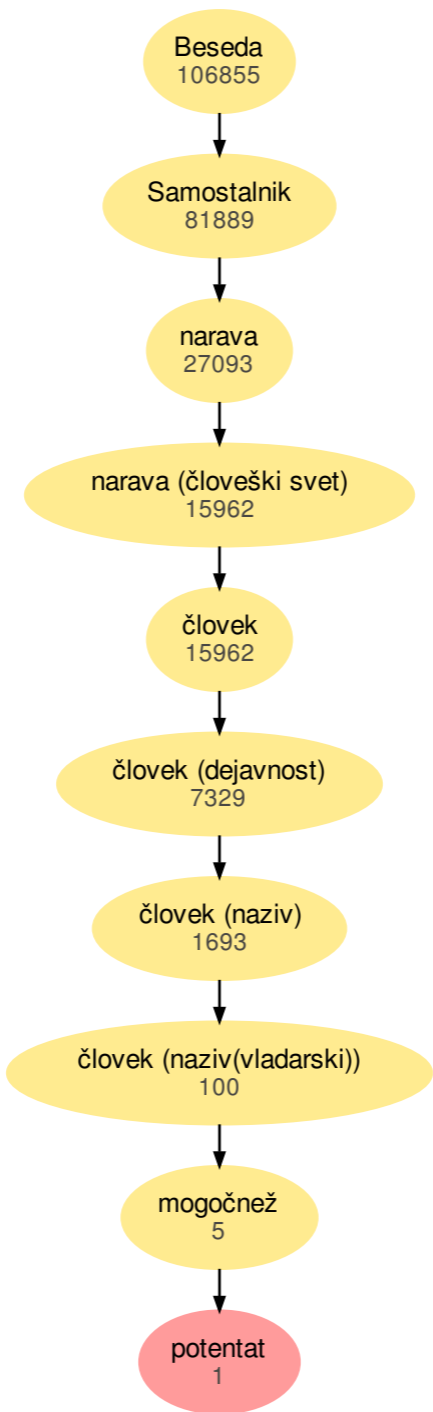 Beseda
106855
Samostalnik
81889
narava
27093
narava (človeški svet)
15962
človek
15962
človek (dejavnost)
7329
človek (naziv)
1693
človek (naziv(vladarski))
100
mogočnež
5
potentat
1